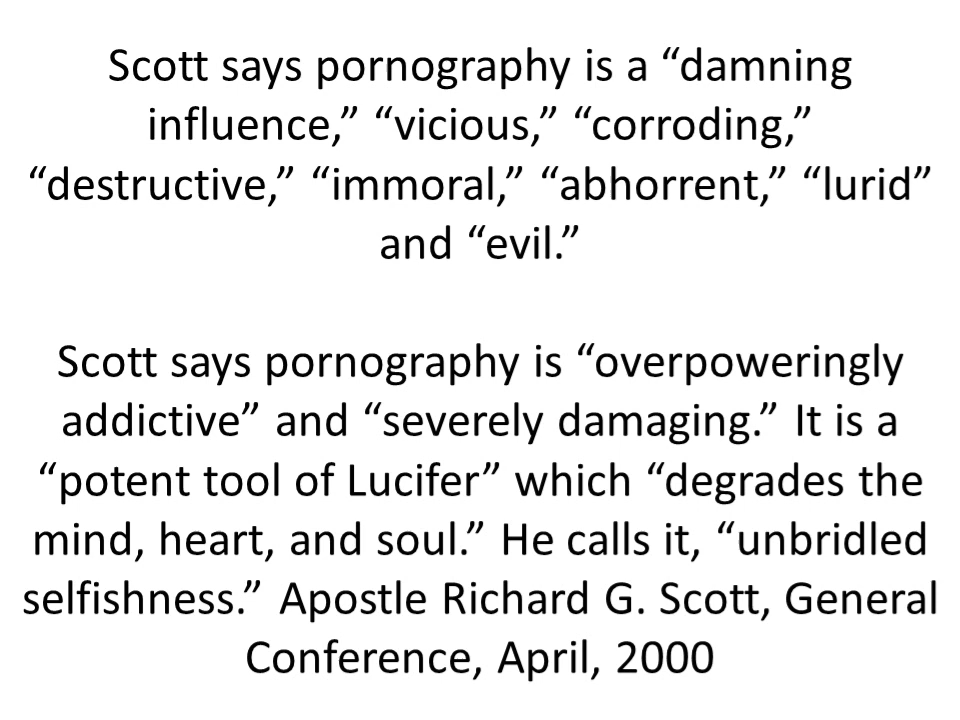 Scott says pornography is a “damning
influence,” “vicious,” “corroding,”
“destructive,” “immoral,” “abhorrent,” “lurid”
and “evil.”
Scott says pornography is “overpoweringly
addictive” and “severely damaging.” It is a
“potent tool of Lucifer” which “degrades the
mind, heart, and soul.” He calls it, “unbridled
selfishness.” Apostle Richard G. Scott, General
Conference, April, 2000